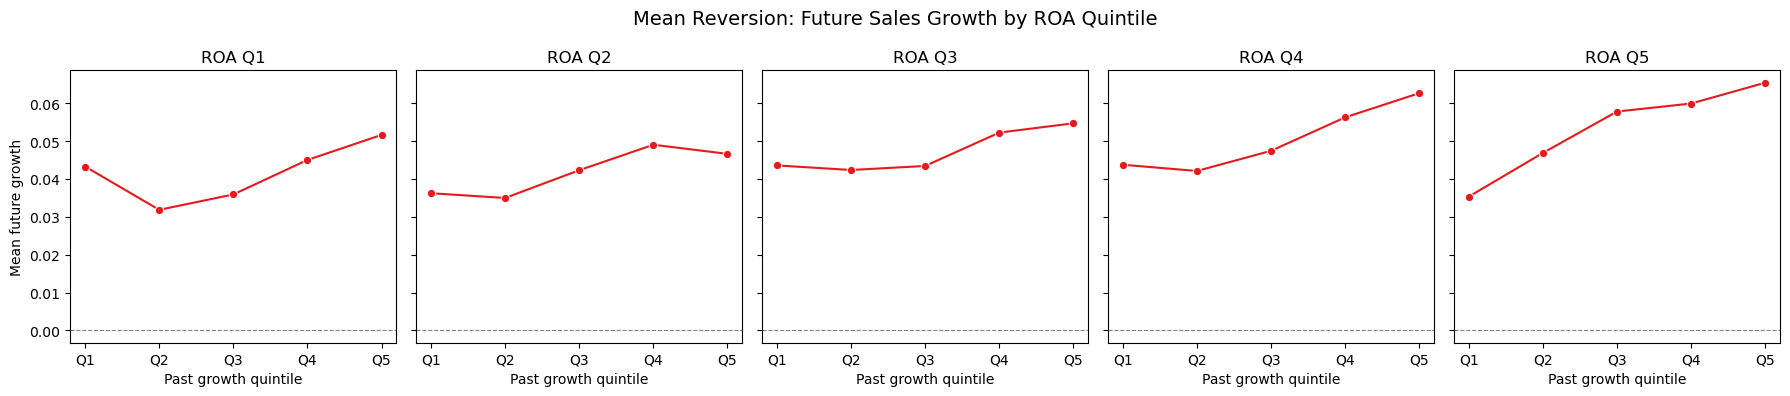 Mean Reversion: Future Sales Growth by ROA Quintile
ROA Q1
ROA Q2
ROA Q3
ROA Q4
ROA Q5
Mean future growth
0.06
0.05
0.04
0.03
0.02
0.01
0.00
Q1 Q2 Q3 Q4 Q5
Past growth quintile
Q1 Q2 Q3 Q4 Q5
Past growth quintile
Q1 Q2 Q3 Q4 Q5
Past growth quintile
Q1 Q2 Q3 Q4 Q5
Past growth quintile
Q1 Q2 Q3 Q4 Q5
Past growth quintile